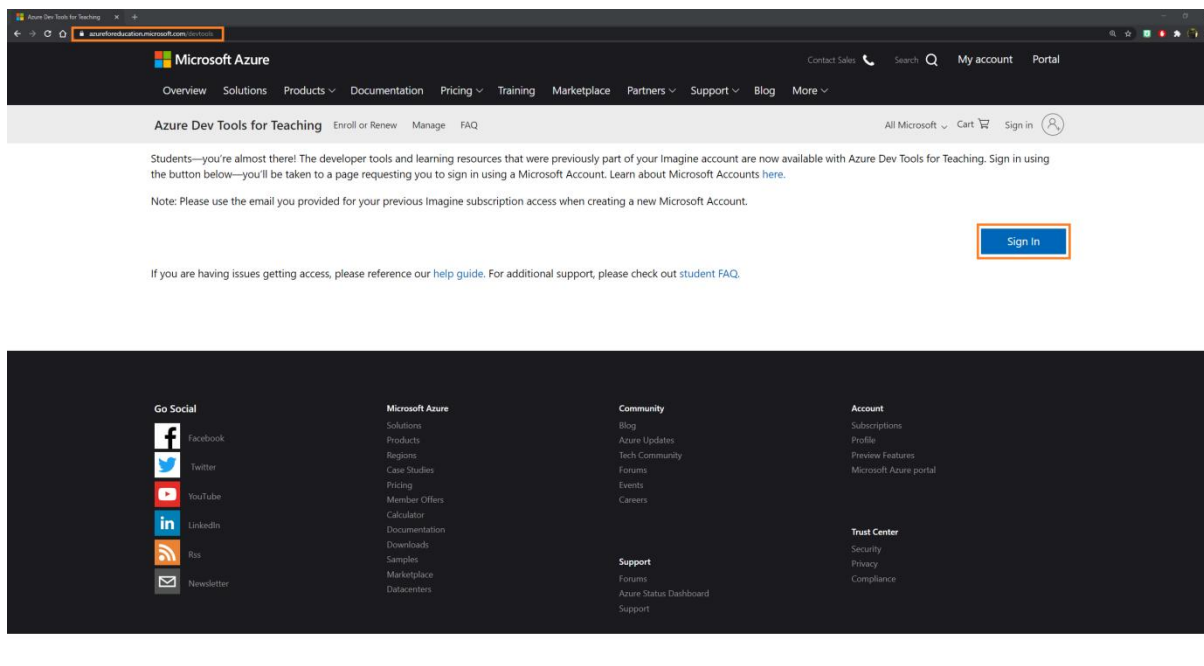 Azure Dev Tools for Teaching
azureforeducation.microsoft.com/devtools
Microsoft Azure
Contact Sales Search My account Portal
Overview Solutions Products Documentation Pricing Training Marketplace Partners Support Blog More
Azure Dev Tools for Teaching Enroll or Renew Manage FAQ All Microsoft Cart Sign in
Students—you're almost there! The developer tools and learning resources that were previously part of your Imagine account are now available with Azure Dev Tools for Teaching. Sign in using
the button below—you'll be taken to a page requesting you to sign in using a Microsoft Account. Learn about Microsoft Accounts here.
Note: Please use the email you provided for your previous Imagine subscription access when creating a new Microsoft Account.
Sign In
If you are having issues getting access, please reference our help guide. For additional support, please check out student FAQ.
Go Social
Facebook
Twitter
YouTube
in LinkedIn
Rss
Newsletter
Microsoft Azure
Solutions
Products
Regions
Case Studies
Pricing
Member Offers
Calculator
Documentation
Downloads
Samples
Marketplace
Datacenters
Community
Blog
Azure Updates
Tech Community
Forums
Events
Careers
Support
Forums
Azure Status Dashboard
Support
Account
Subscriptions
Profile
Preview Features
Microsoft Azure portal
Trust Center
Security
Privacy
Compliance